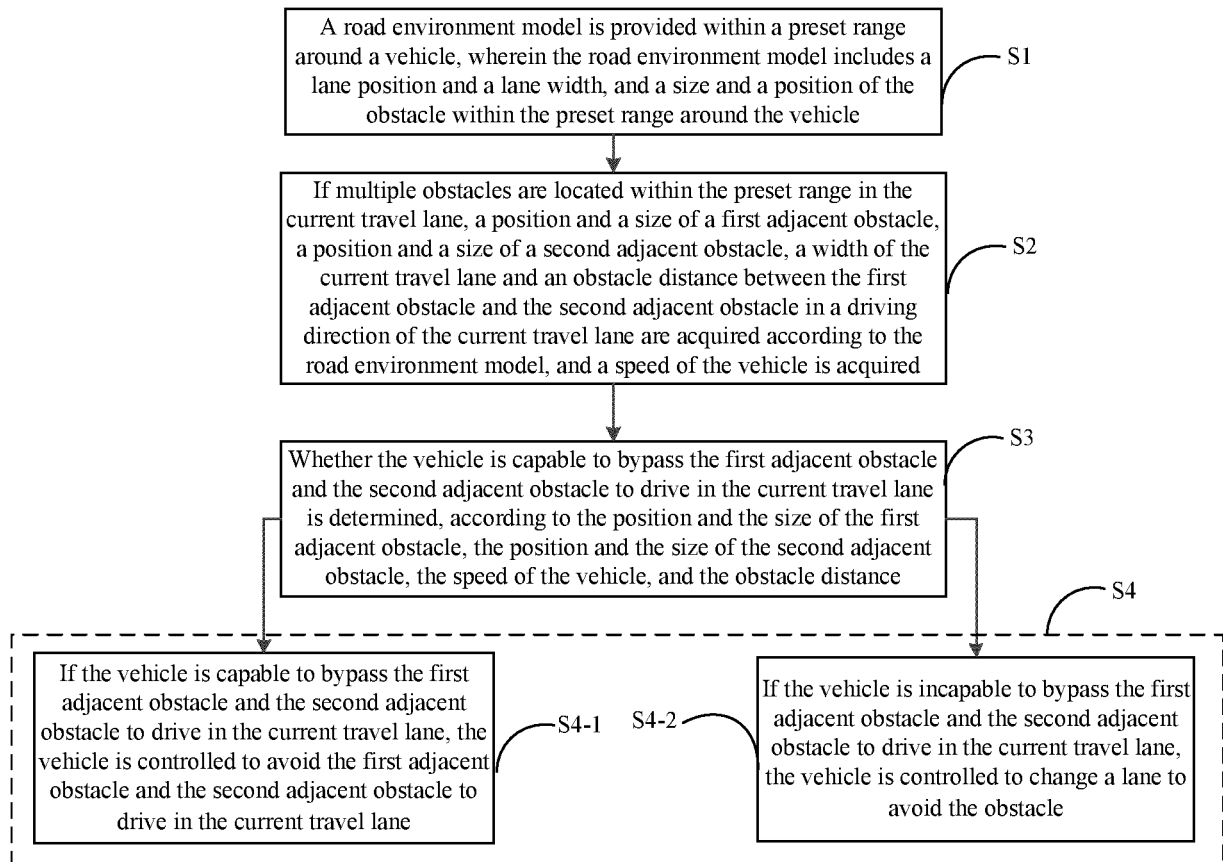 A road environment model is provided within a preset range
around a vehicle, wherein the road environment model includes a
lane position and a lane width, and a size and a position of the
obstacle within the preset range around the vehicle
S1
If multiple obstacles are located within the preset range in the
current travel lane, a position and a size of a first adjacent obstacle,
a position and a size of a second adjacent obstacle, a width of the
current travel lane and an obstacle distance between the first
adjacent obstacle and the second adjacent obstacle in a driving
direction of the current travel lane are acquired according to the
road environment model, and a speed of the vehicle is acquired
S2
Whether the vehicle is capable to bypass the first adjacent obstacle
and the second adjacent obstacle to drive in the current travel lane
is determined, according to the position and the size of the first
adjacent obstacle, the position and the size of the second adjacent
obstacle, the speed of the vehicle, and the obstacle distance
S3
S4
If the vehicle is capable to bypass the first
adjacent obstacle and the second adjacent
obstacle to drive in the current travel lane, the
vehicle is controlled to avoid the first adjacent
obstacle and the second adjacent obstacle to
drive in the current travel lane
S4-1
S4-2
If the vehicle is incapable to bypass the first
adjacent obstacle and the second adjacent
obstacle to drive in the current travel lane,
the vehicle is controlled to change a lane to
avoid the obstacle